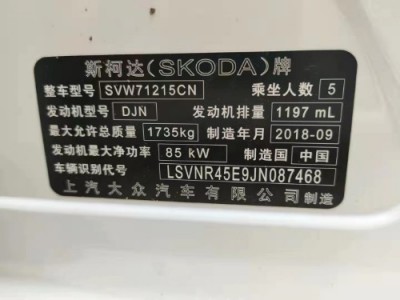 斯柯达(SKODA)牌
整车型号 SVW71215CN 乘坐人数 5
发动机型号 DJN 发动机排量 1197 mL
最大允许总质量 1735kg 制造年月 2018-09
发动机最大净功率 85 kW 制造国 中国
车辆识别代号 LSVNR45E9JN087468
上汽大众汽车有限公司制造